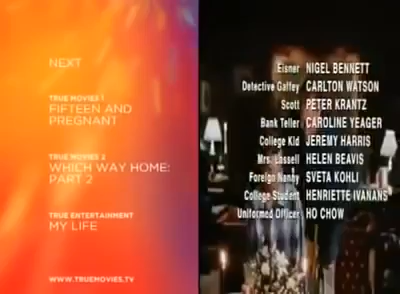 NEXT
TRUE MOVIES 1
FIFTEEN AND
PREGNANT
TRUE MOVIES 2
WHICH WAY HOME:
PART 2
TRUE ENTERTAINMENT
MY LIFE
WWW.TRUEMOVIES.TV
Eisner NIGEL BENNETT
Detective Gaffey CARLTON WATSON
Scott PETER KRANTZ
Bank Teller CAROLINE YEAGER
College Kid JEREMY HARRIS
Mrs. Lassell HELEN BEAVIS
Foreign Nanny SVETA KOHLI
College Student HENRIETTE IVANANS
Uniformed Officer HO CHOW